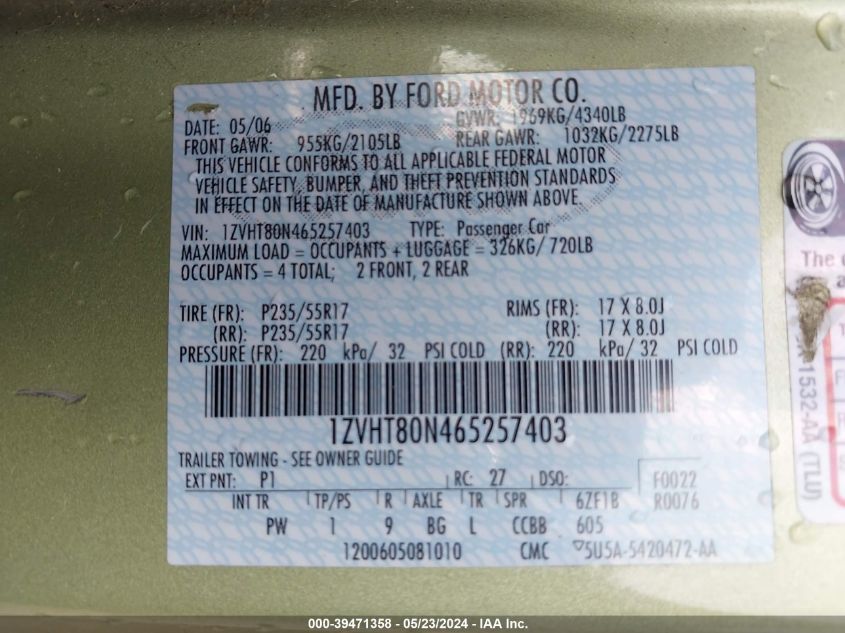 MFD. BY FORD MOTOR CO.
DATE: 05/06 GVWR: 1969KG/4340LB
FRONT GAWR: 955KG/2105LB REAR GAWR: 1032KG/2275LB
THIS VEHICLE CONFORMS TO ALL APPLICABLE FEDERAL MOTOR
VEHICLE SAFETY, BUMPER, AND THEFT PREVENTION STANDARDS
IN EFFECT ON THE DATE OF MANUFACTURE SHOWN ABOVE.
VIN: 1ZVHT80N465257403 TYPE: Passenger Car
MAXIMUM LOAD = OCCUPANTS + LUGGAGE = 326KG/ 720LB
OCCUPANTS = 4 TOTAL; 2 FRONT, 2 REAR
TIRE (FR): P235/55R17 RIMS (FR): 17 X 8.0J
(RR): P235/55R17 (RR): 17 X 8.0J
PRESSURE (FR): 220 kPa/ 32 PSI COLD (RR): 220 kPa/ 32 PSI COLD
1ZVHT80N465257403
TRAILER TOWING - SEE OWNER GUIDE
EXT PNT: P1 RC: 27 DSO: F0022
INT TR TP/PS R AXLE TR SPR 6ZF1B R0076
PW 1 9 BG L CCBB 605
1200605081010 CMC 5U5A-5420472-AA
The
1532-AA (TLU)
000-39471358 - 05/23/2024 - IAA Inc.